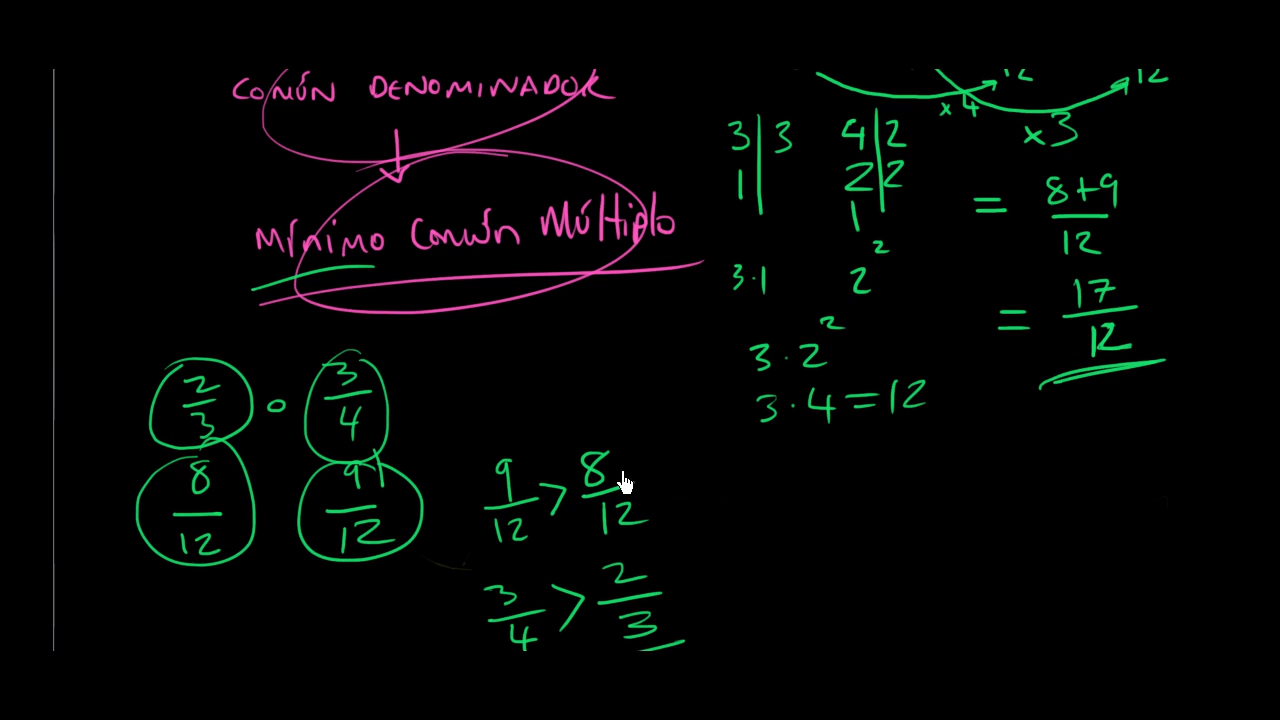 COMÚN DENOMINADOR
Mínimo Común Múltiplo
2/3 o 3/4
8/12 9/12
9/12 > 8/12
3/4 > 2/3
12 12
x4 x3
3|3 4|2
1| 2|2
1
3·1 2²
3·2²
3·4=12
= 8+9/12
= 17/12